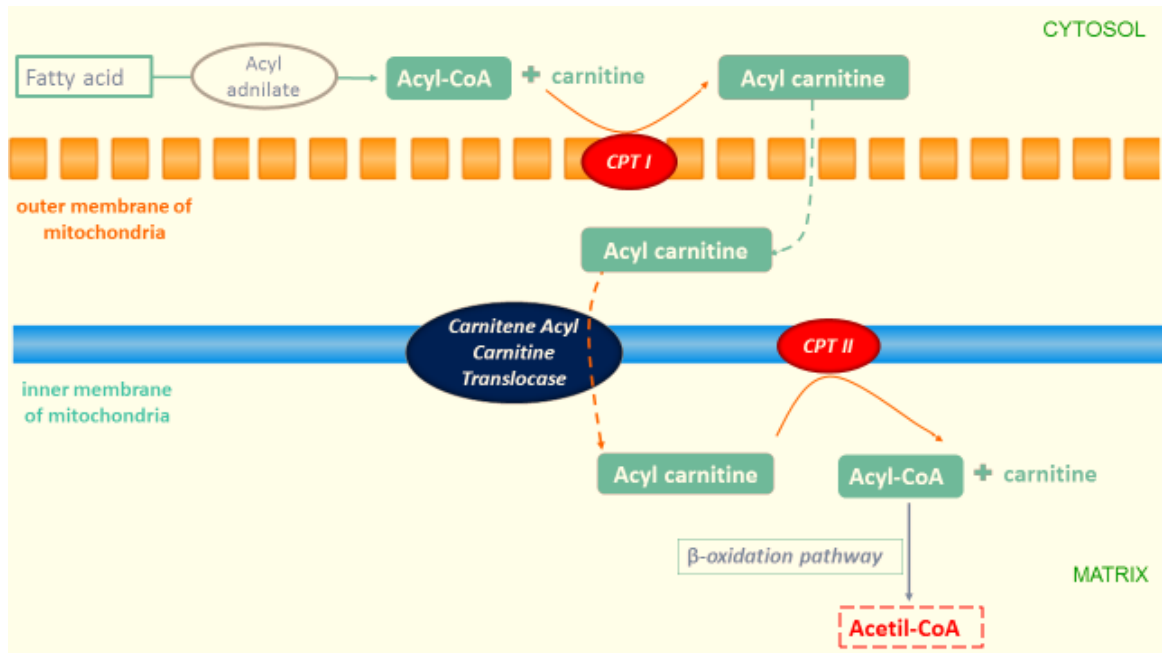 CYTOSOL
Fatty acid
Acyl
adnilate
Acyl-CoA + carnitine
Acyl carnitine
CPT I
outer membrane of
mitochondria
Acyl carnitine
Carnitene Acyl
Carnitine
Translocase
CPT II
inner membrane
of mitochondria
Acyl carnitine
Acyl-CoA + carnitine
β-oxidation pathway
MATRIX
Acetil-CoA